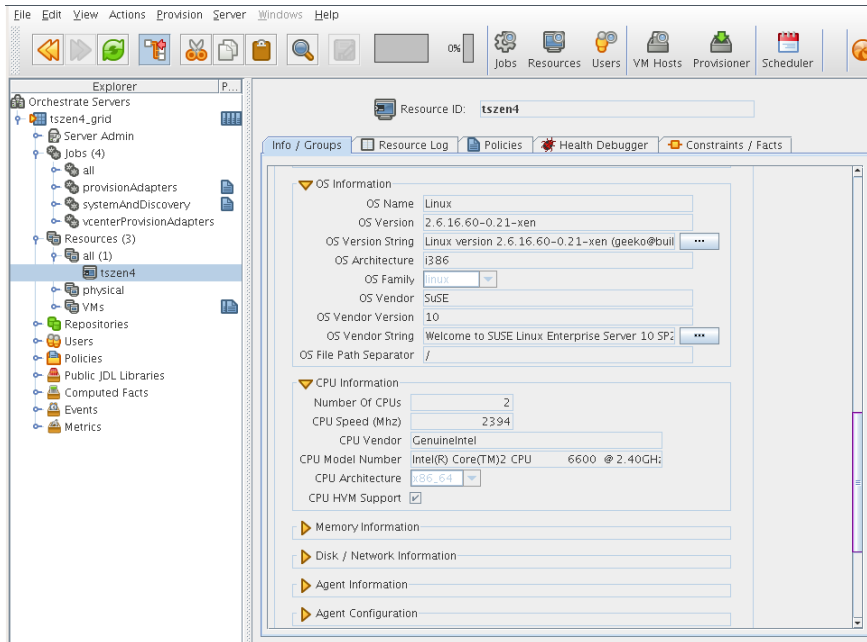 File Edit View Actions Provision Server Windows Help
0%
Jobs Resources Users VM Hosts Provisioner Scheduler
Explorer P...
Orchestrate Servers
tszen4_grid
Server Admin
Jobs (4)
all
provisionAdapters
systemAndDiscovery
vcenterProvisionAdapters
Resources (3)
all (1)
tszen4
physical
VMs
Repositories
Users
Policies
Public JDL Libraries
Computed Facts
Events
Metrics
Resource ID: tszen4
Info / Groups Resource Log Policies Health Debugger Constraints / Facts
OS Information
OS Name Linux
OS Version 2.6.16.60-0.21-xen
OS Version String Linux version 2.6.16.60-0.21-xen (geeko@buil ...
OS Architecture i386
OS Family linux
OS Vendor SuSE
OS Vendor Version 10
OS Vendor String Welcome to SUSE Linux Enterprise Server 10 SP2 ...
OS File Path Separator /
CPU Information
Number Of CPUs 2
CPU Speed (Mhz) 2394
CPU Vendor GenuineIntel
CPU Model Number Intel(R) Core(TM)2 CPU 6600 @ 2.40GHz
CPU Architecture x86_64
CPU HVM Support
Memory Information
Disk / Network Information
Agent Information
Agent Configuration